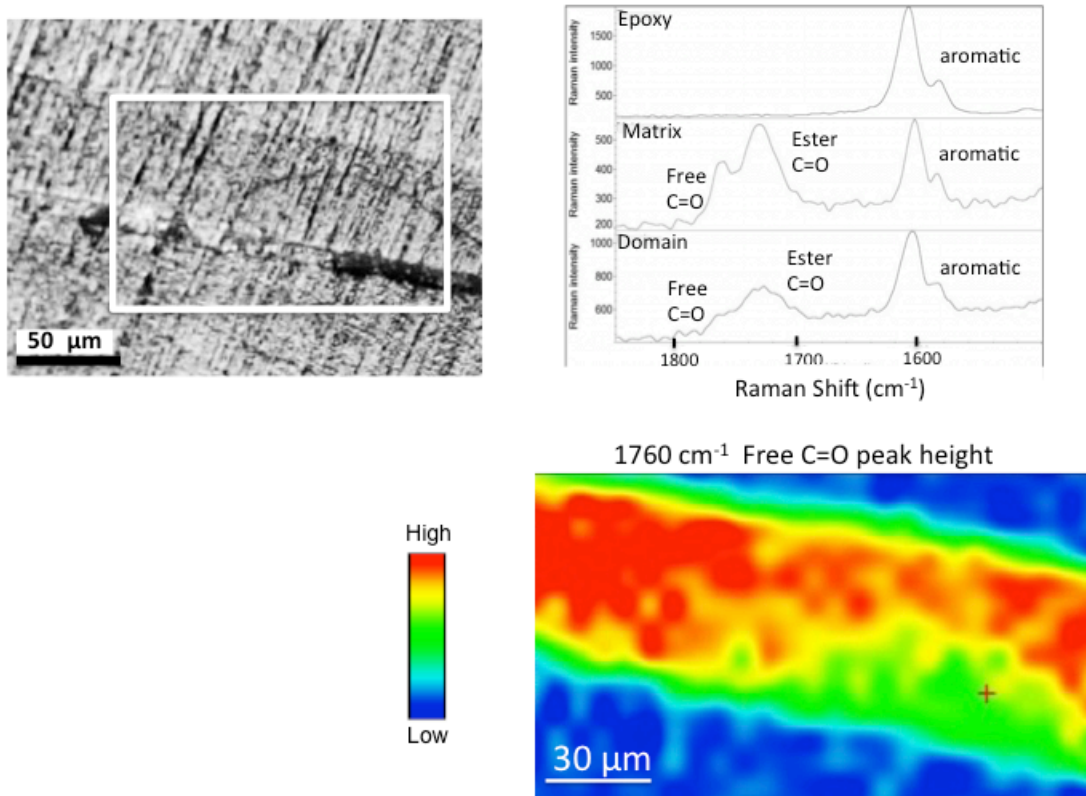 50 µm
Epoxy
aromatic
Raman intensity
1500
1000
500
Matrix
Ester
C=O
Free
C=O
aromatic
Raman intensity
500
400
300
200
Domain
Ester
C=O
Free
C=O
aromatic
Raman intensity
1000
800
600
1800
1700
1600
Raman Shift (cm-1)
1760 cm-1 Free C=O peak height
High
Low
30 µm